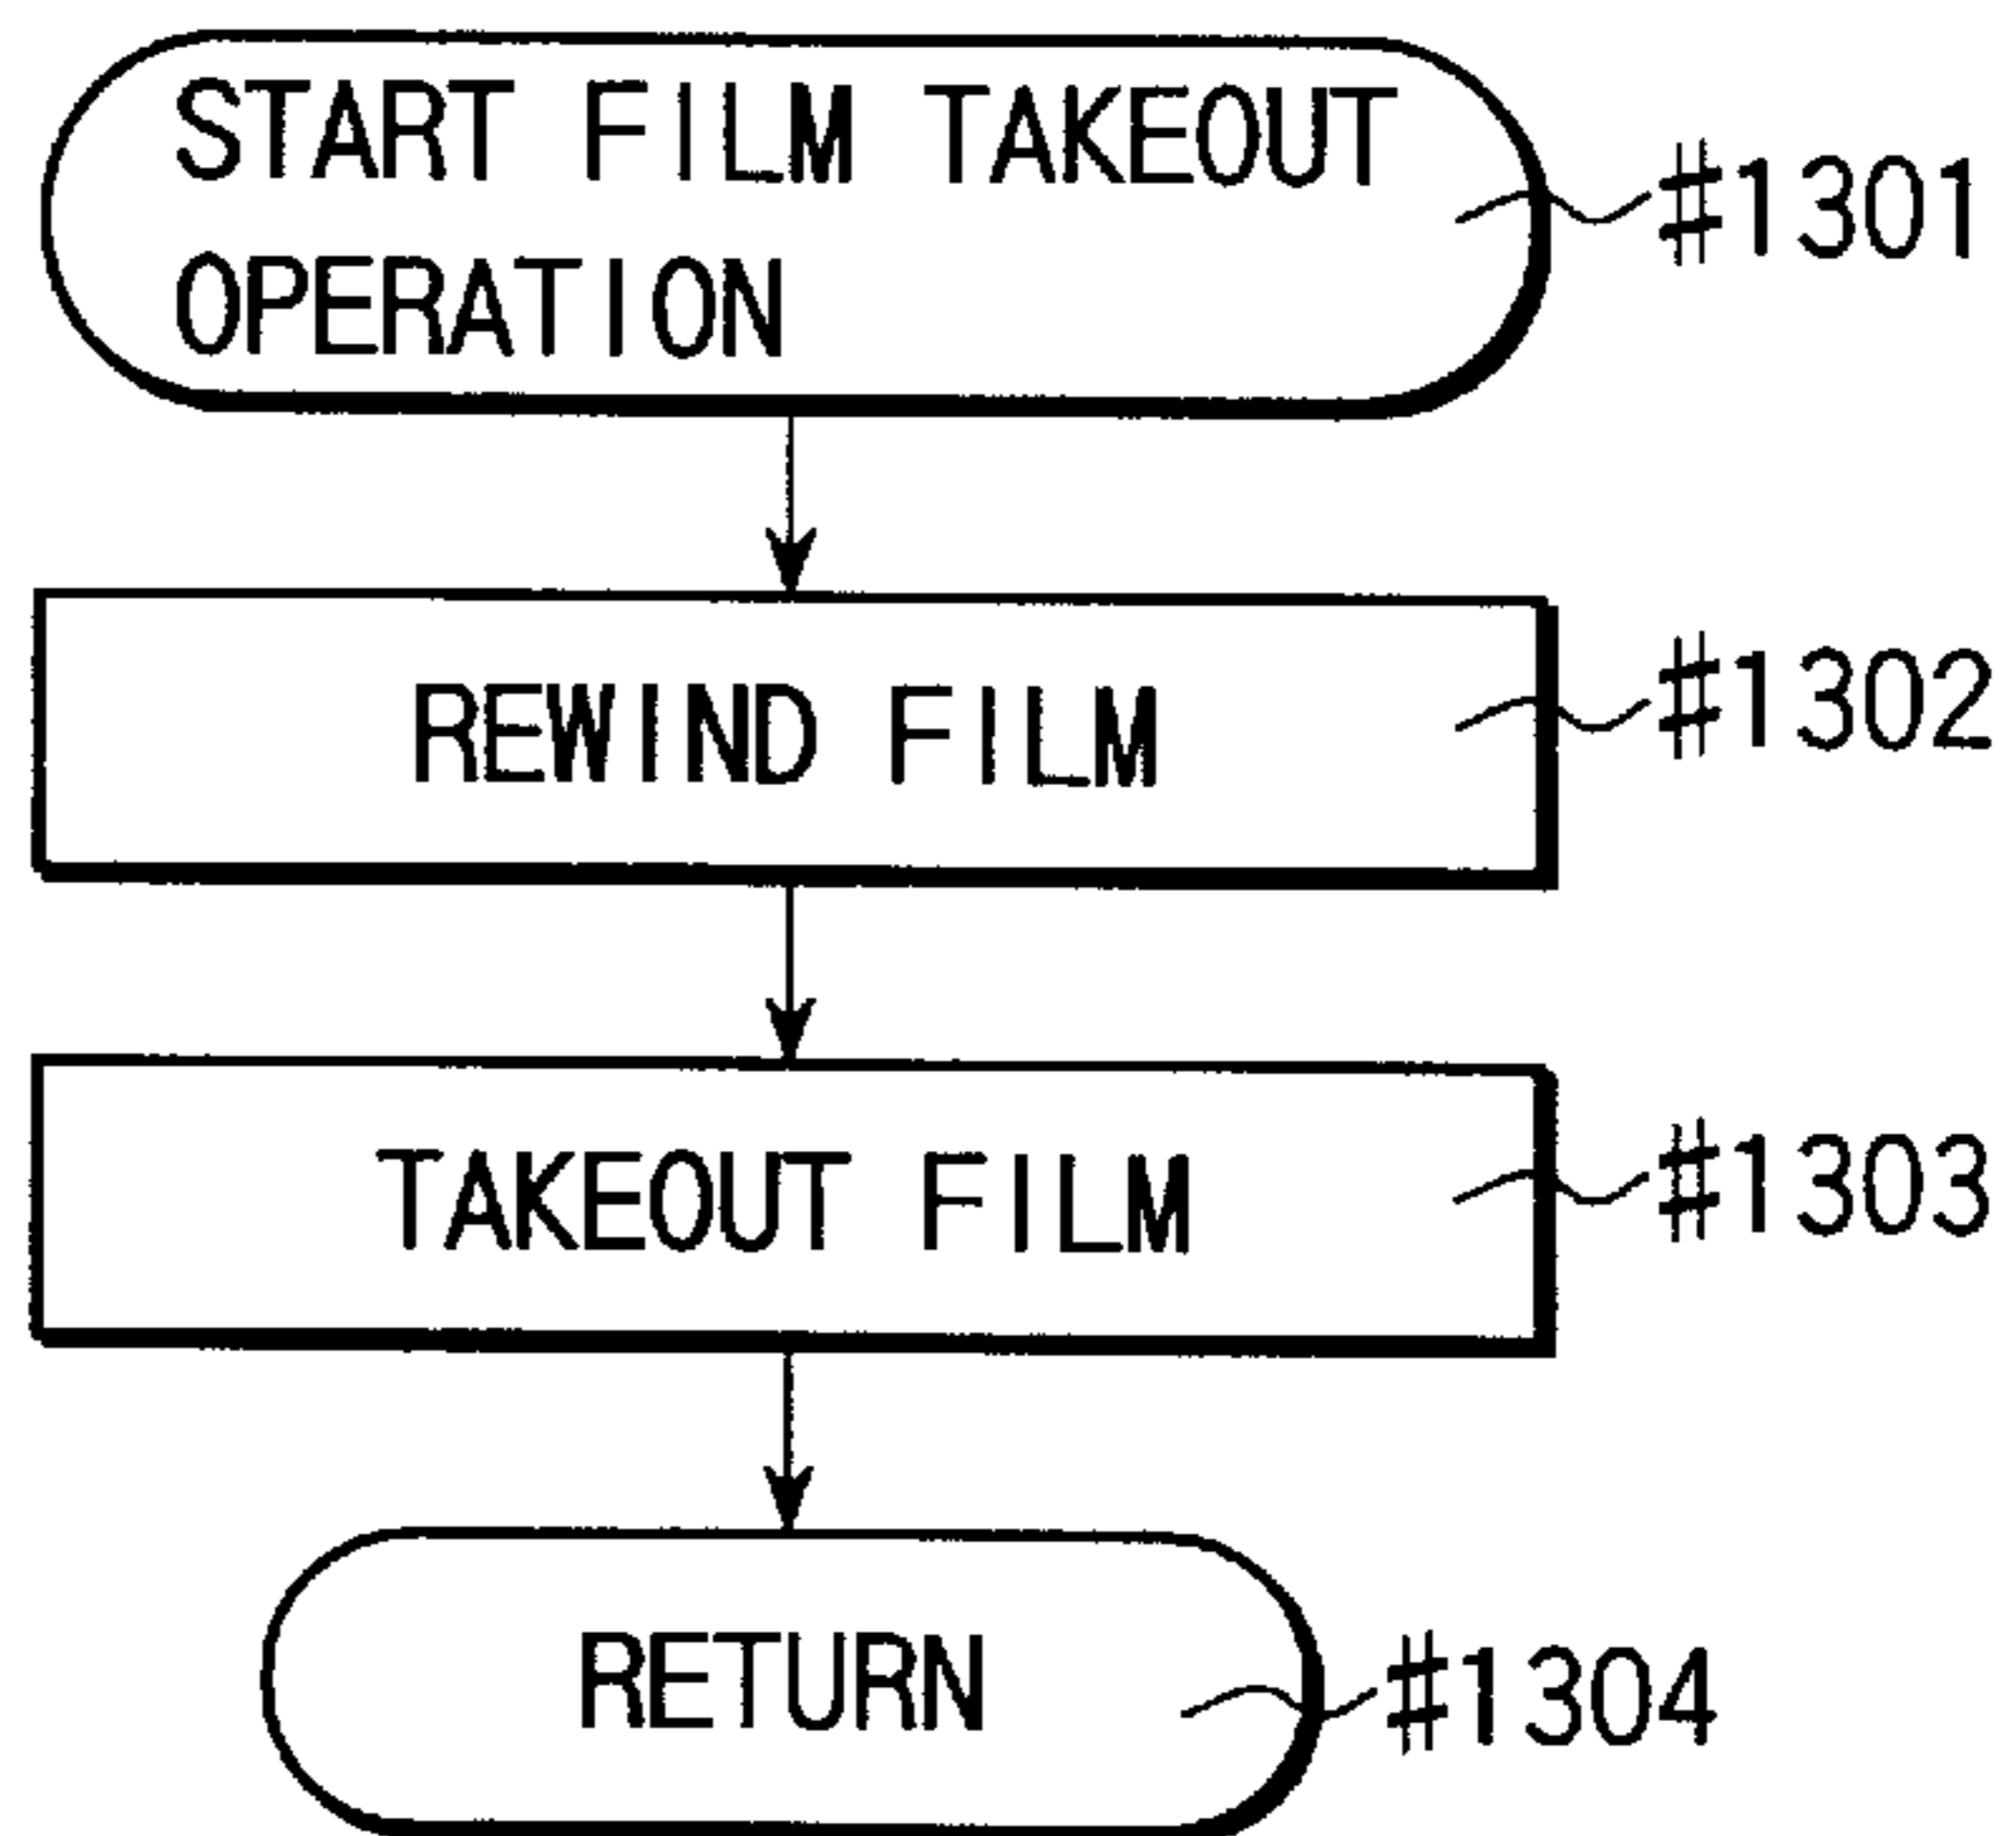 START FILM TAKEOUT
OPERATION
#1301
REWIND FILM
#1302
TAKEOUT FILM
#1303
RETURN
#1304